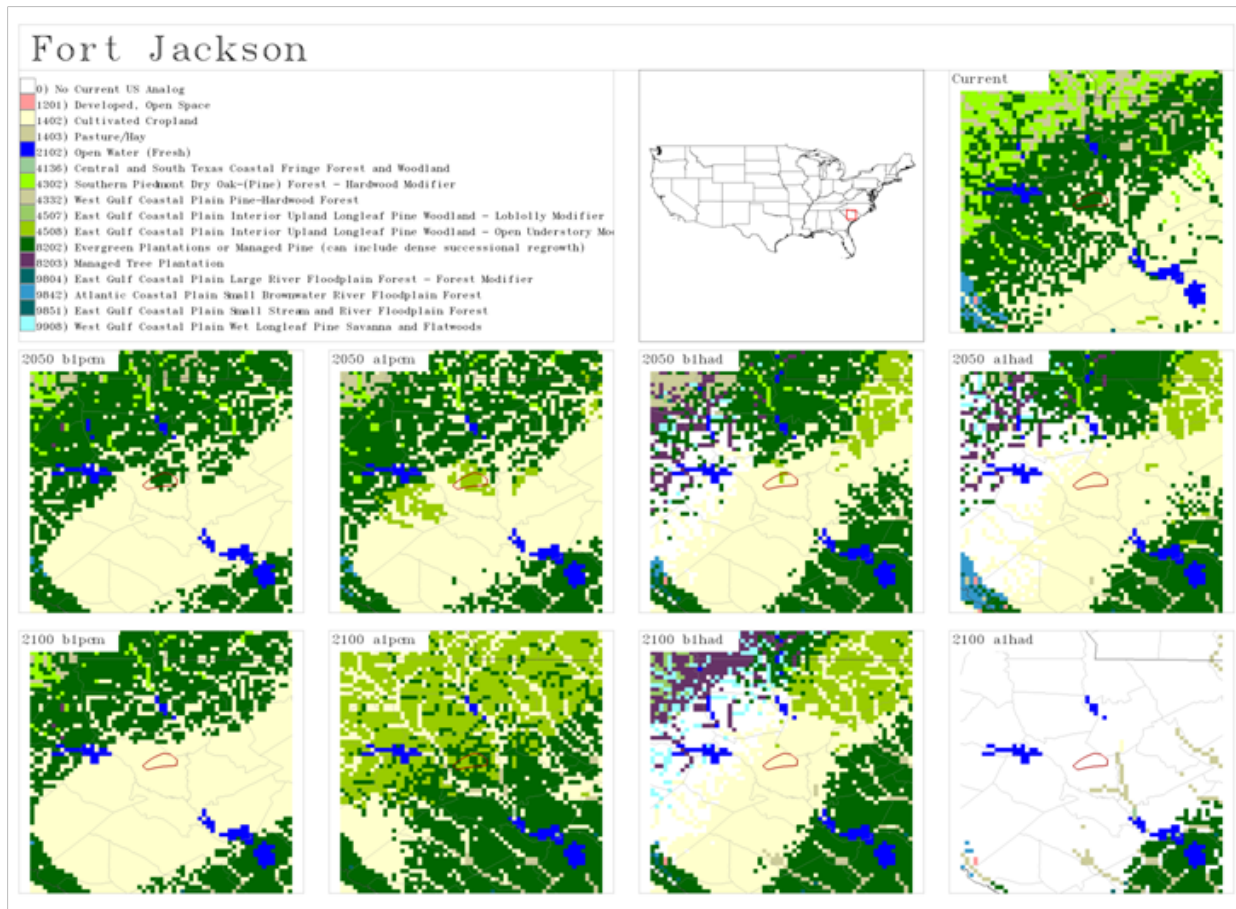 Fort Jackson
0) No Current US Analog
1201) Developed, Open Space
1402) Cultivated Cropland
1403) Pasture/Hay
2102) Open Water (Fresh)
4136) Central and South Texas Coastal Fringe Forest and Woodland
4302) Southern Piedmont Dry Oak-(Pine) Forest - Hardwood Modifier
4332) West Gulf Coastal Plain Pine-Hardwood Forest
4507) East Gulf Coastal Plain Interior Upland Longleaf Pine Woodland - Loblolly Modifier
4508) East Gulf Coastal Plain Interior Upland Longleaf Pine Woodland - Open Understory Mo
8202) Evergreen Plantations or Managed Pine (can include dense successional regrowth)
8203) Managed Tree Plantation
9804) East Gulf Coastal Plain Large River Floodplain Forest - Forest Modifier
9842) Atlantic Coastal Plain Small Brownwater River Floodplain Forest
9851) East Gulf Coastal Plain Small Stream and River Floodplain Forest
9908) West Gulf Coastal Plain Wet Longleaf Pine Savanna and Flatwoods
Current
2050 b1pcm
2050 a1pcm
2050 b1had
2050 a1had
2100 b1pcm
2100 a1pcm
2100 b1had
2100 a1had